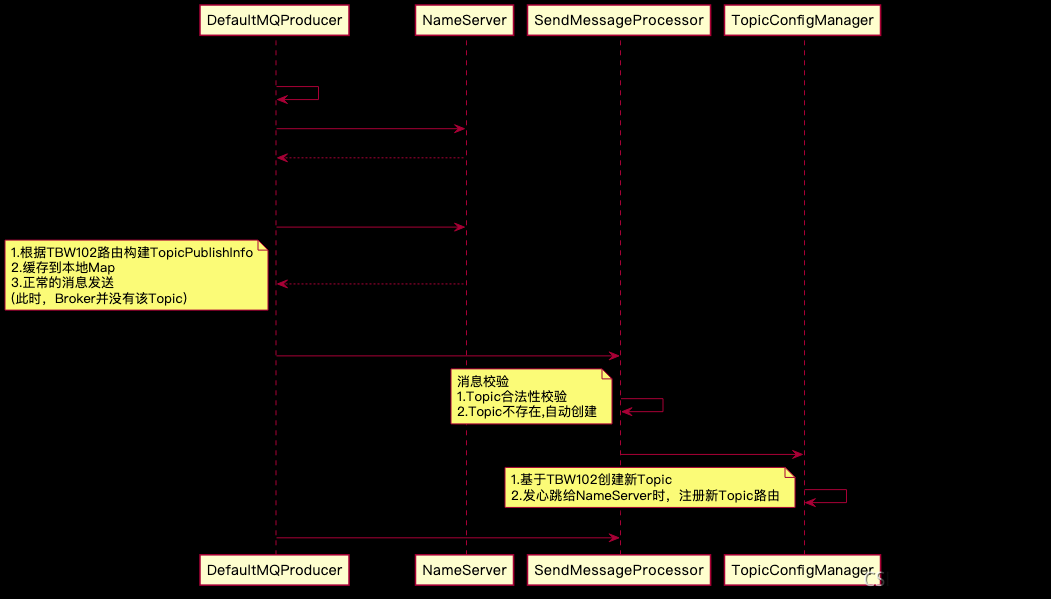 DefaultMQProducer NameServer SendMessageProcessor TopicConfigManager
1.根据TBW102路由构建TopicPublishInfo
2.缓存到本地Map
3.正常的消息发送
(此时，Broker并没有该Topic)
消息校验
1.Topic合法性校验
2.Topic不存在,自动创建
1.基于TBW102创建新Topic
2.发心跳给NameServer时，注册新Topic路由
DefaultMQProducer NameServer SendMessageProcessor TopicConfigManager
CS